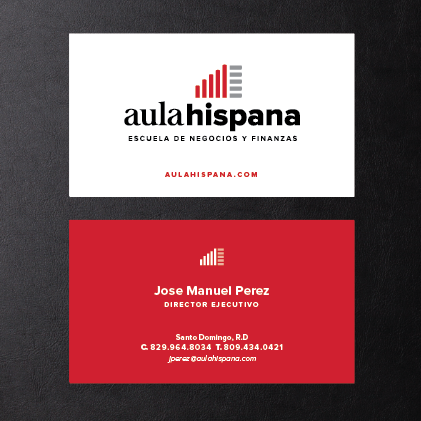 aulahispana
ESCUELA DE NEGOCIOS Y FINANZAS
AULAHISPANA.COM
Jose Manuel Perez
DIRECTOR EJECUTIVO
Santo Domingo, R.D
C. 829.964.8034 T. 809.434.0421
jperez@aulahispana.com